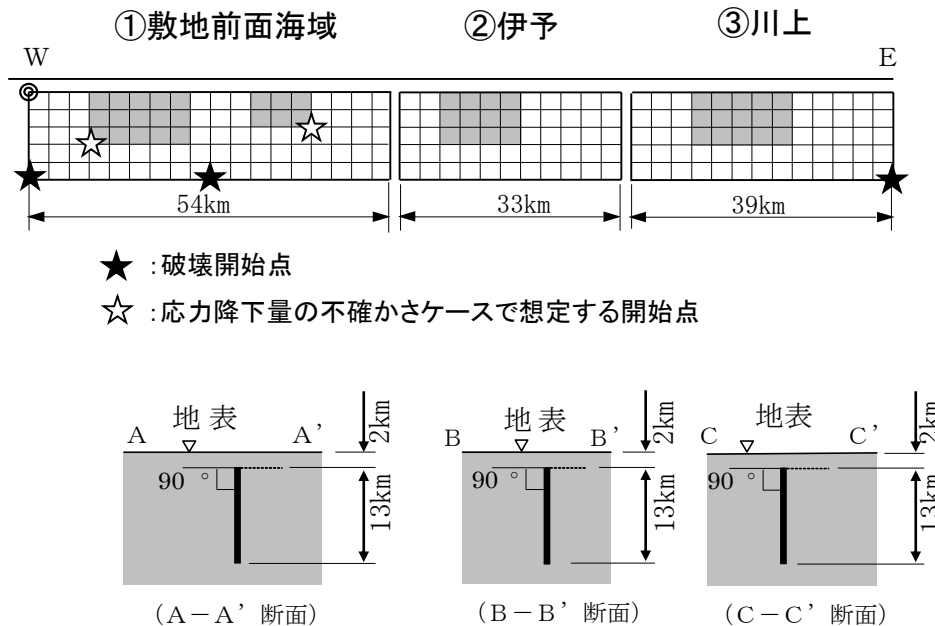 ①敷地前面海域 ②伊予 ③川上
W E
54km 33km 39km
★ :破壊開始点
☆ :応力降下量の不確かさケースで想定する開始点
地表 地表 地表
A A’ 2km B B’ 2km C C’ 2km
90° 13km 90° 13km 90° 13km
(A－A’断面) (B－B’断面) (C－C’断面)